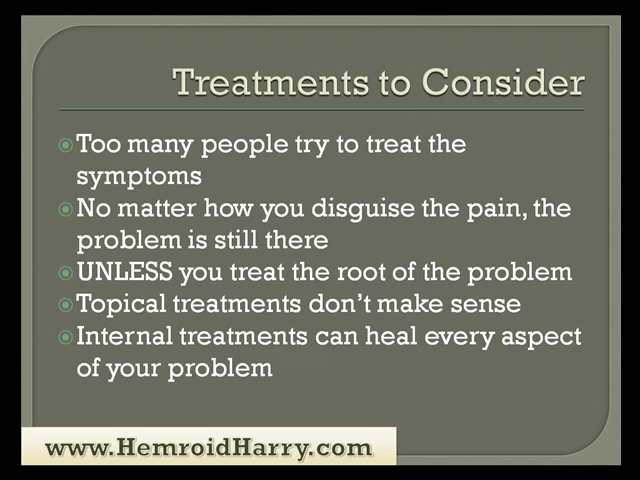 Treatments to Consider
Too many people try to treat the
symptoms
No matter how you disguise the pain, the
problem is still there
UNLESS you treat the root of the problem
Topical treatments don't make sense
Internal treatments can heal every aspect
of your problem
www.HemroidHarry.com